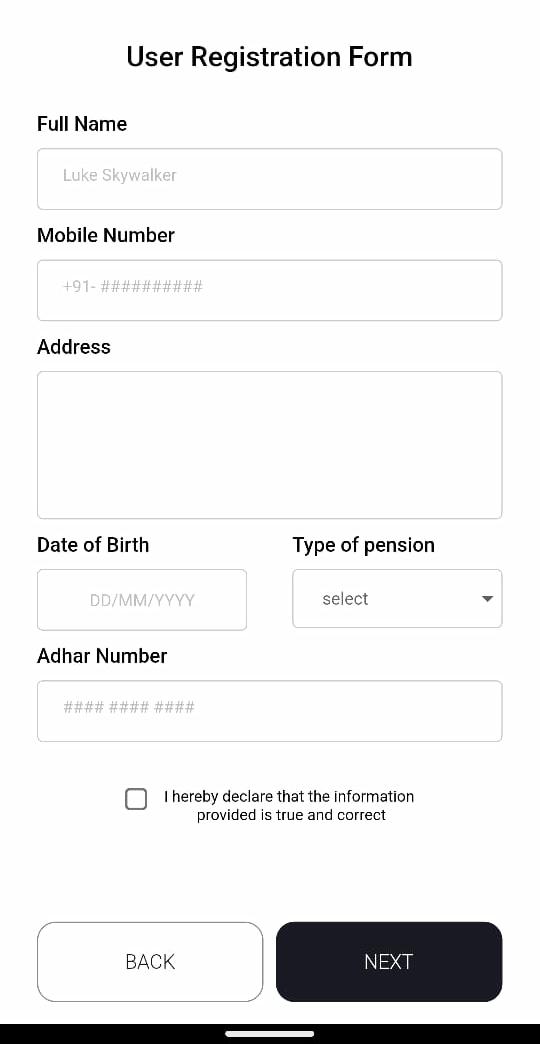 User Registration Form
Full Name
Luke Skywalker
Mobile Number
+91- ##########
Address
Date of Birth
Type of pension
DD/MM/YYYY
select
Adhar Number
#### #### ####
I hereby declare that the information
provided is true and correct
BACK
NEXT